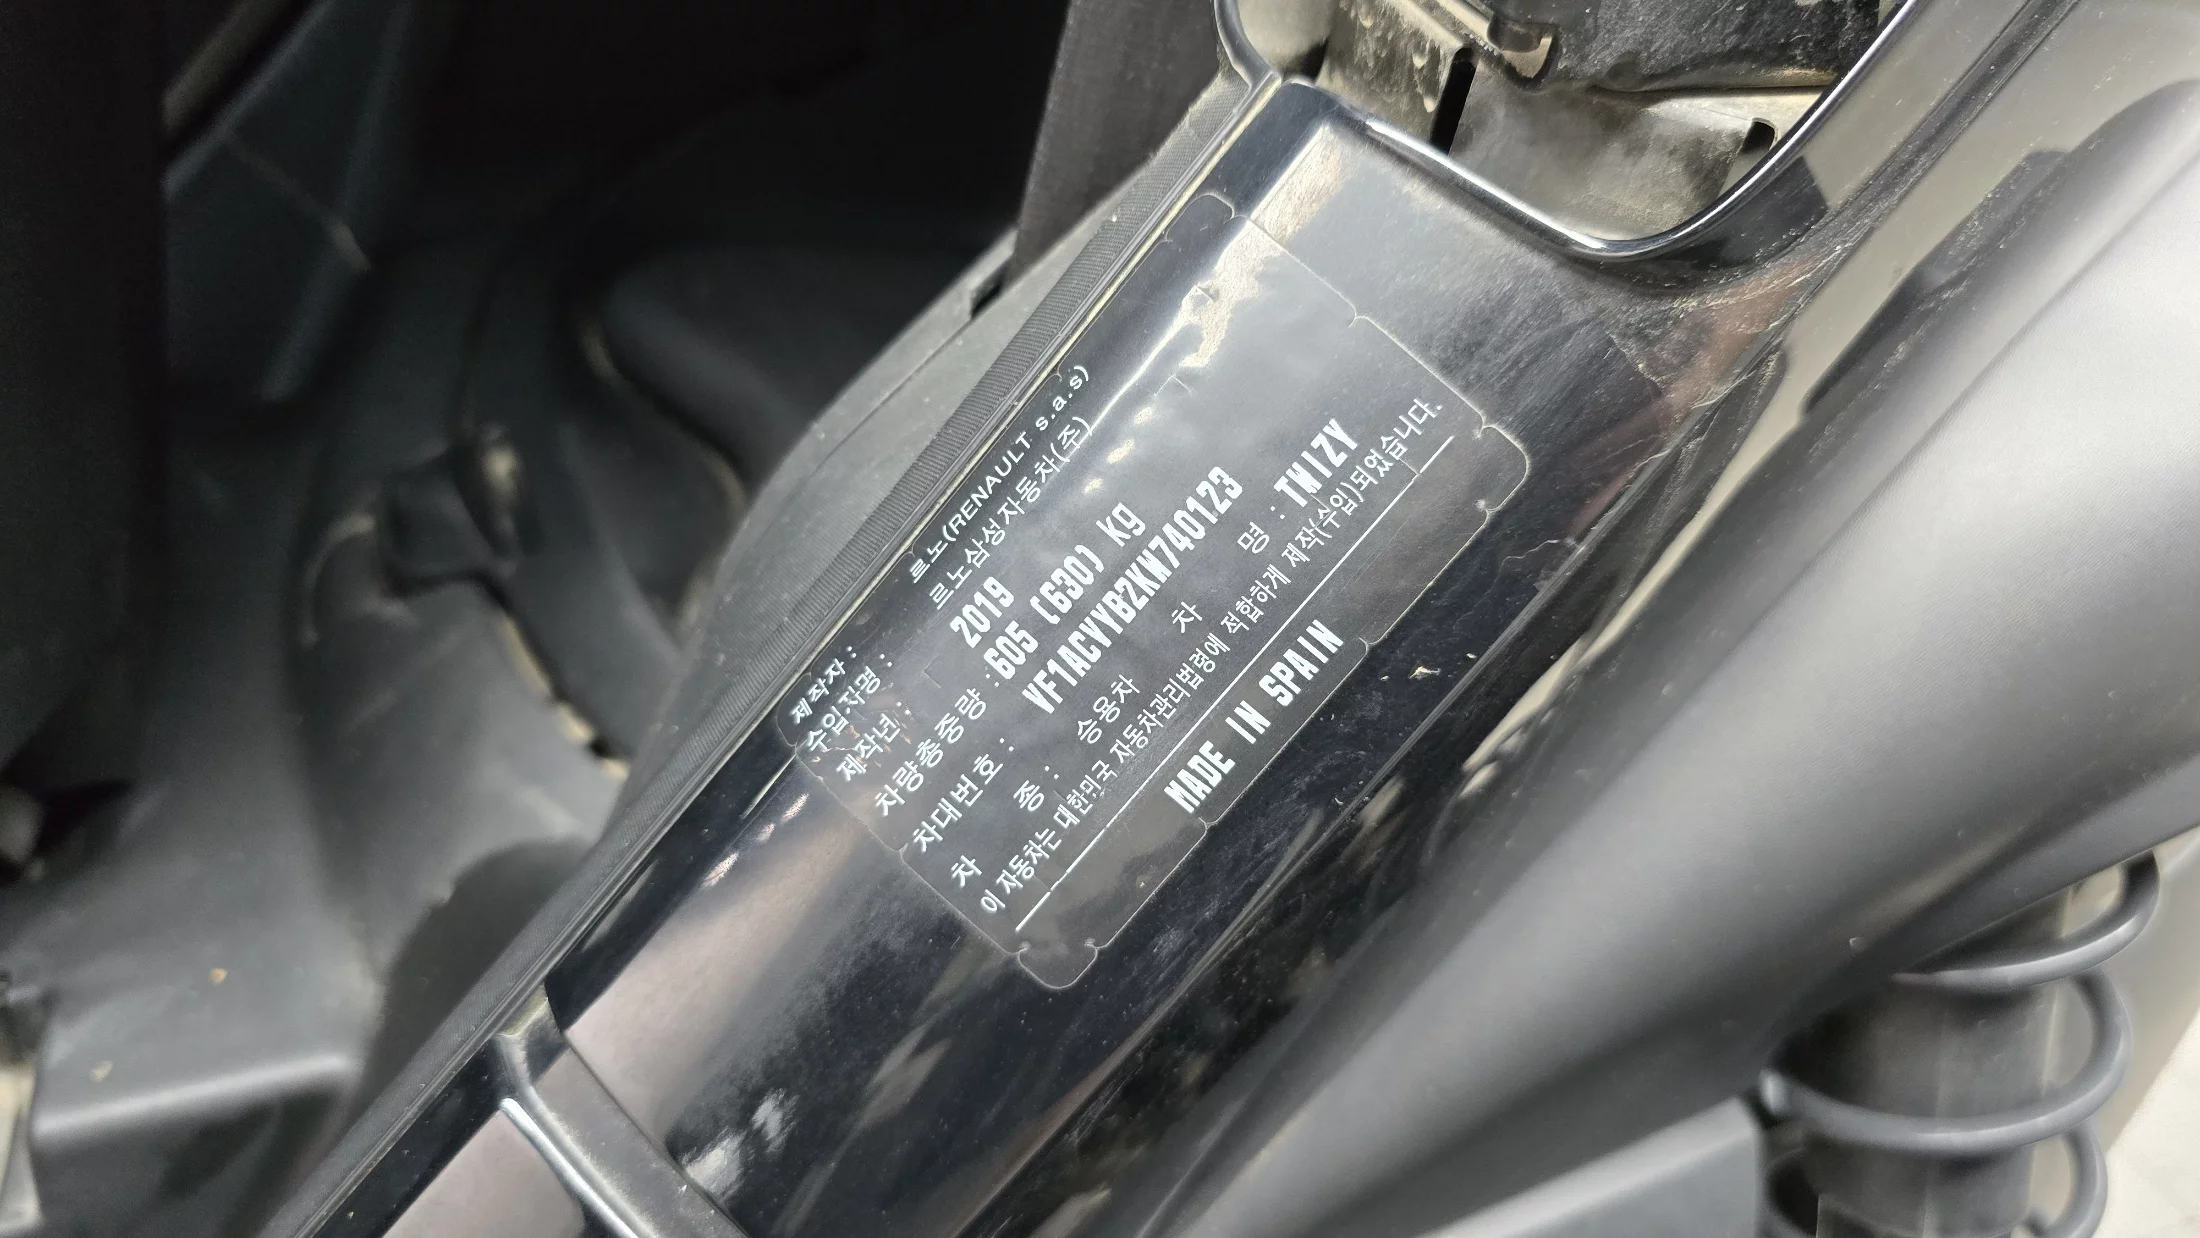 제작자 : 르노(RENAULT s.a.s)
수입자명 : 르노삼성자동차(주)
제작년 : 2019
차량총중량 : 605 (630) kg
차대번호 : VF1ACYYB2KW740123
차 종 : 승용차 차 명 : TWIZY
이 자동차는 대한민국 자동차관리법령에 적합하게 제작(수입)되었습니다.
MADE IN SPAIN